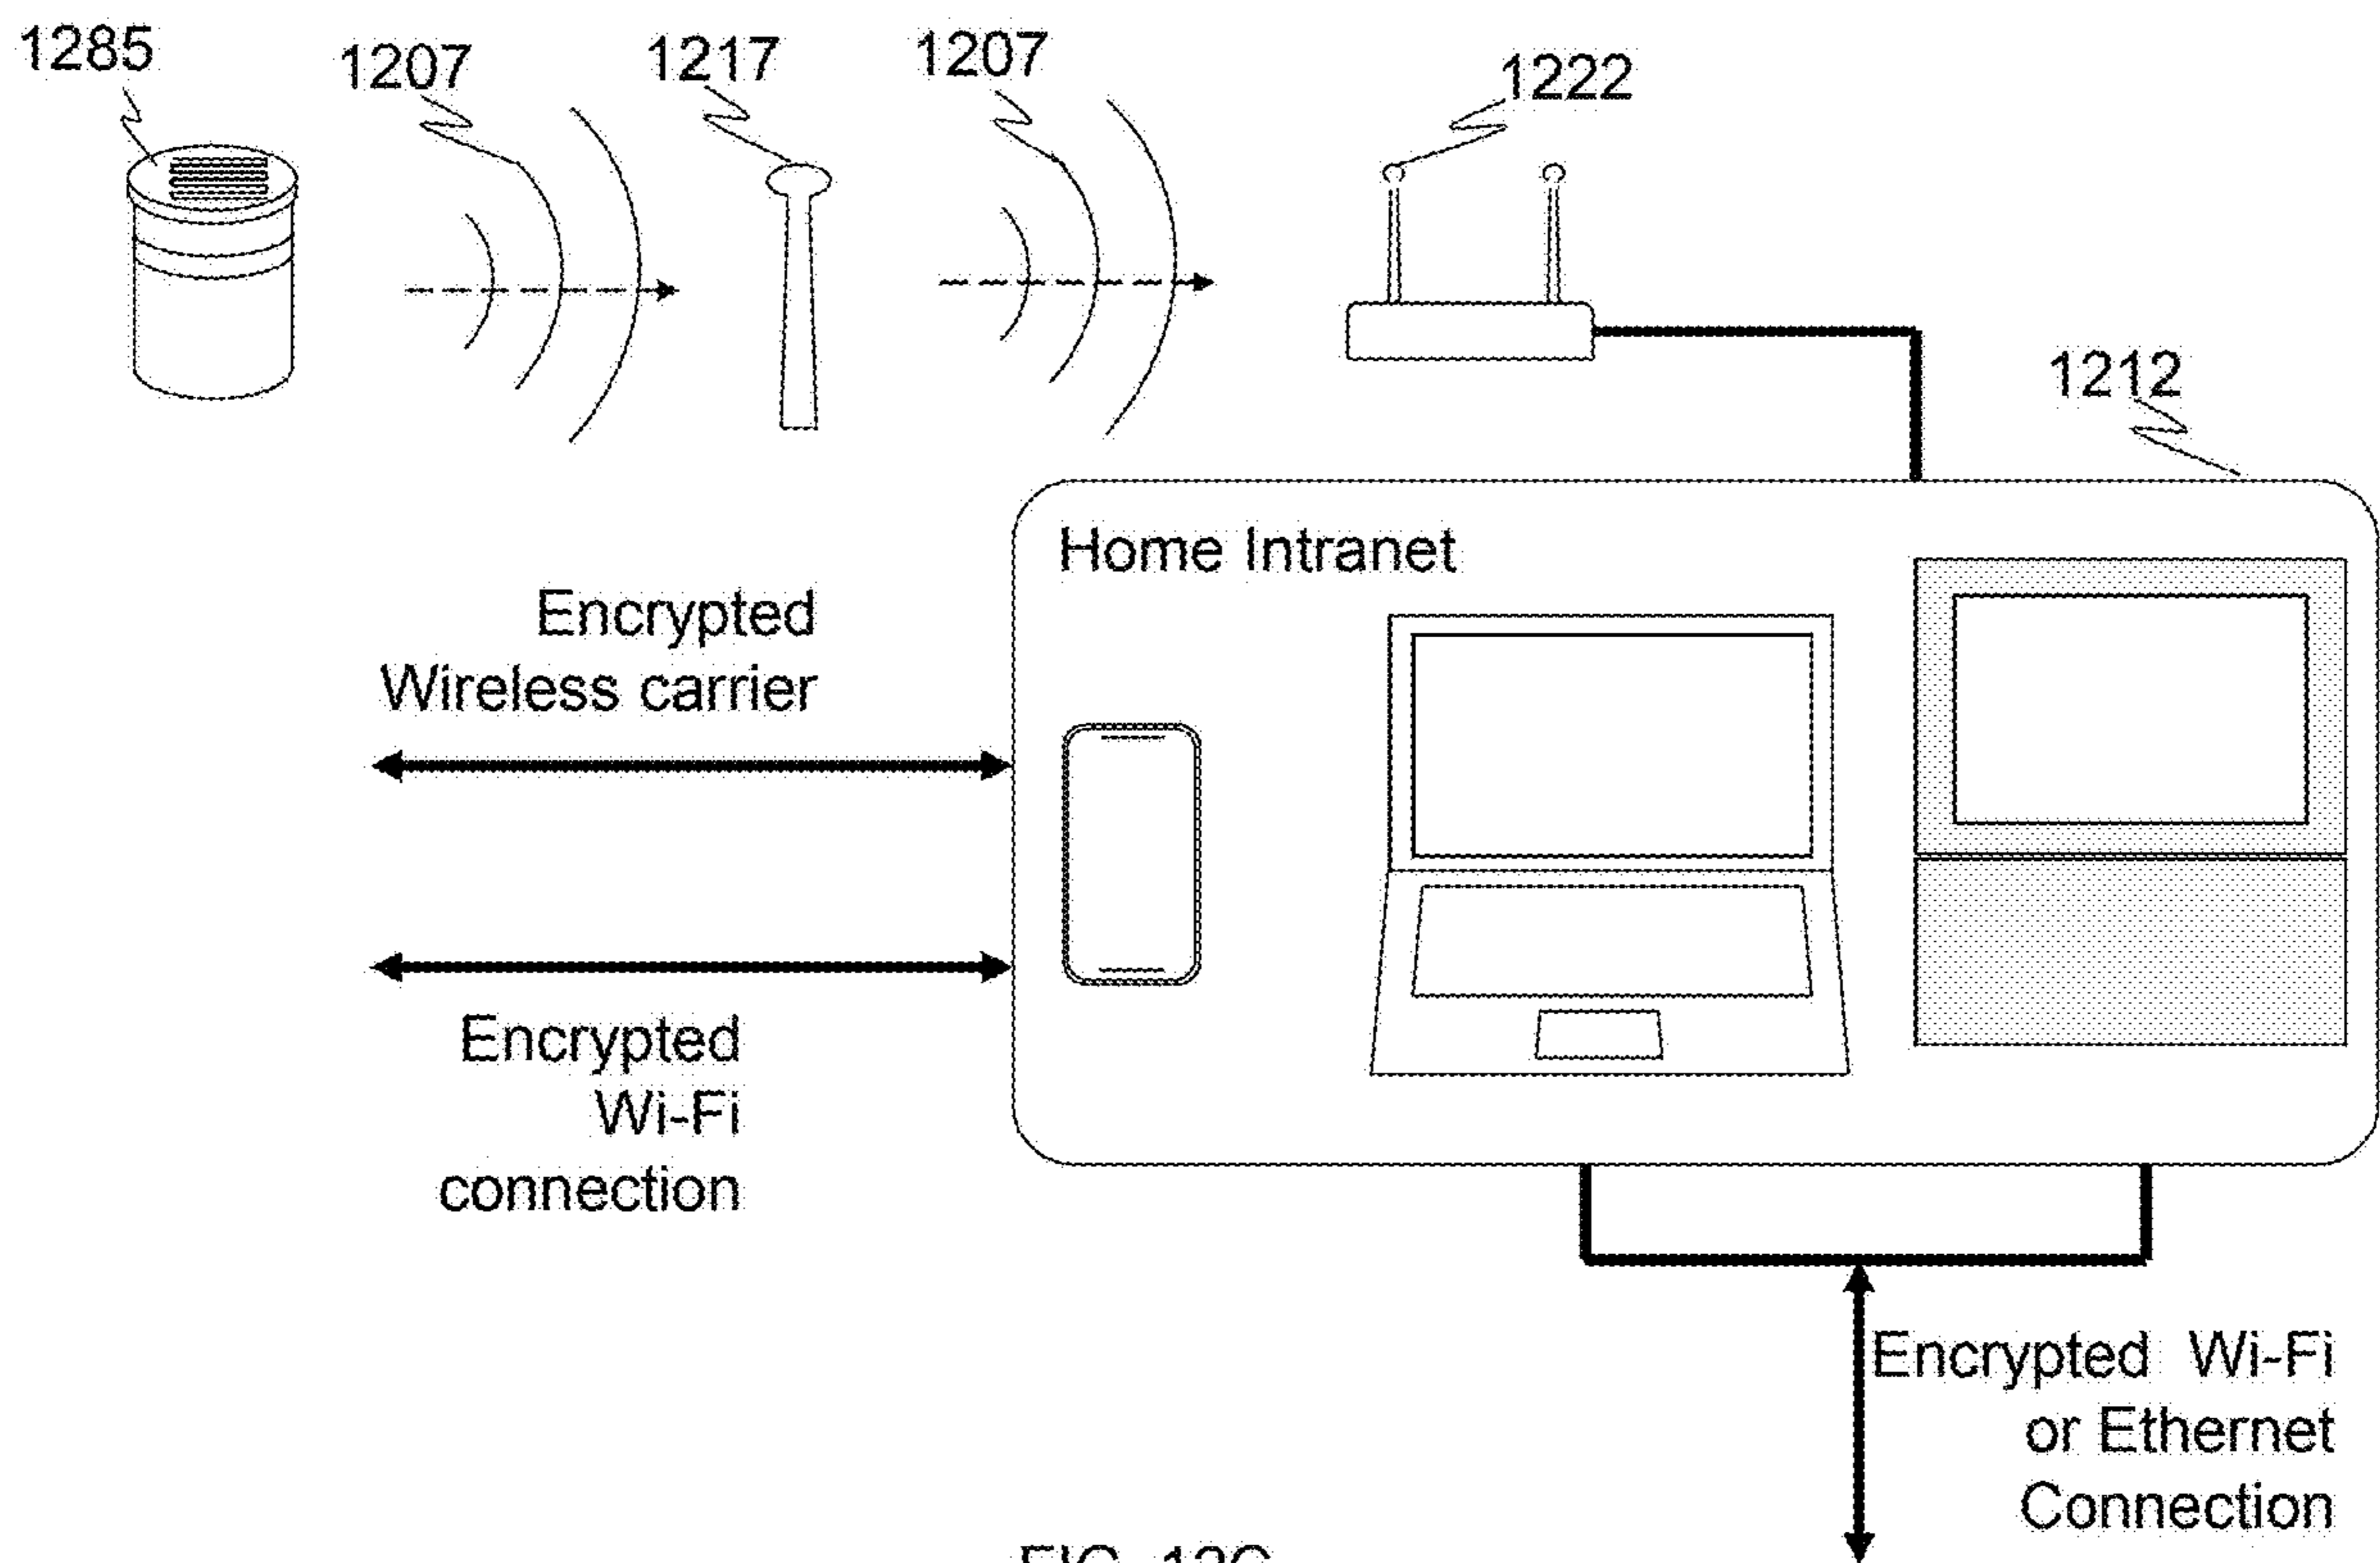 1285
1207
1217
1207
1222
1212
Home Intranet
Encrypted
Wireless carrier
Encrypted
Wi-Fi
connection
Encrypted Wi-Fi
or Ethernet
Connection